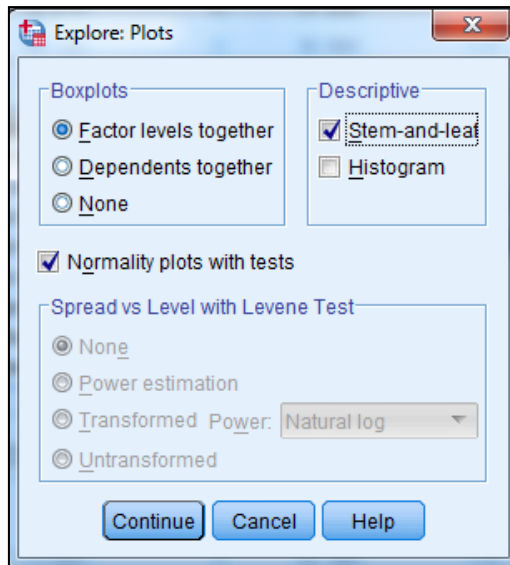 Explore: Plots
Boxplots
Factor levels together
Dependents together
None
Descriptive
Stem-and-leaf
Histogram
Normality plots with tests
Spread vs Level with Levene Test
None
Power estimation
Transformed Power: Natural log
Untransformed
Continue Cancel Help